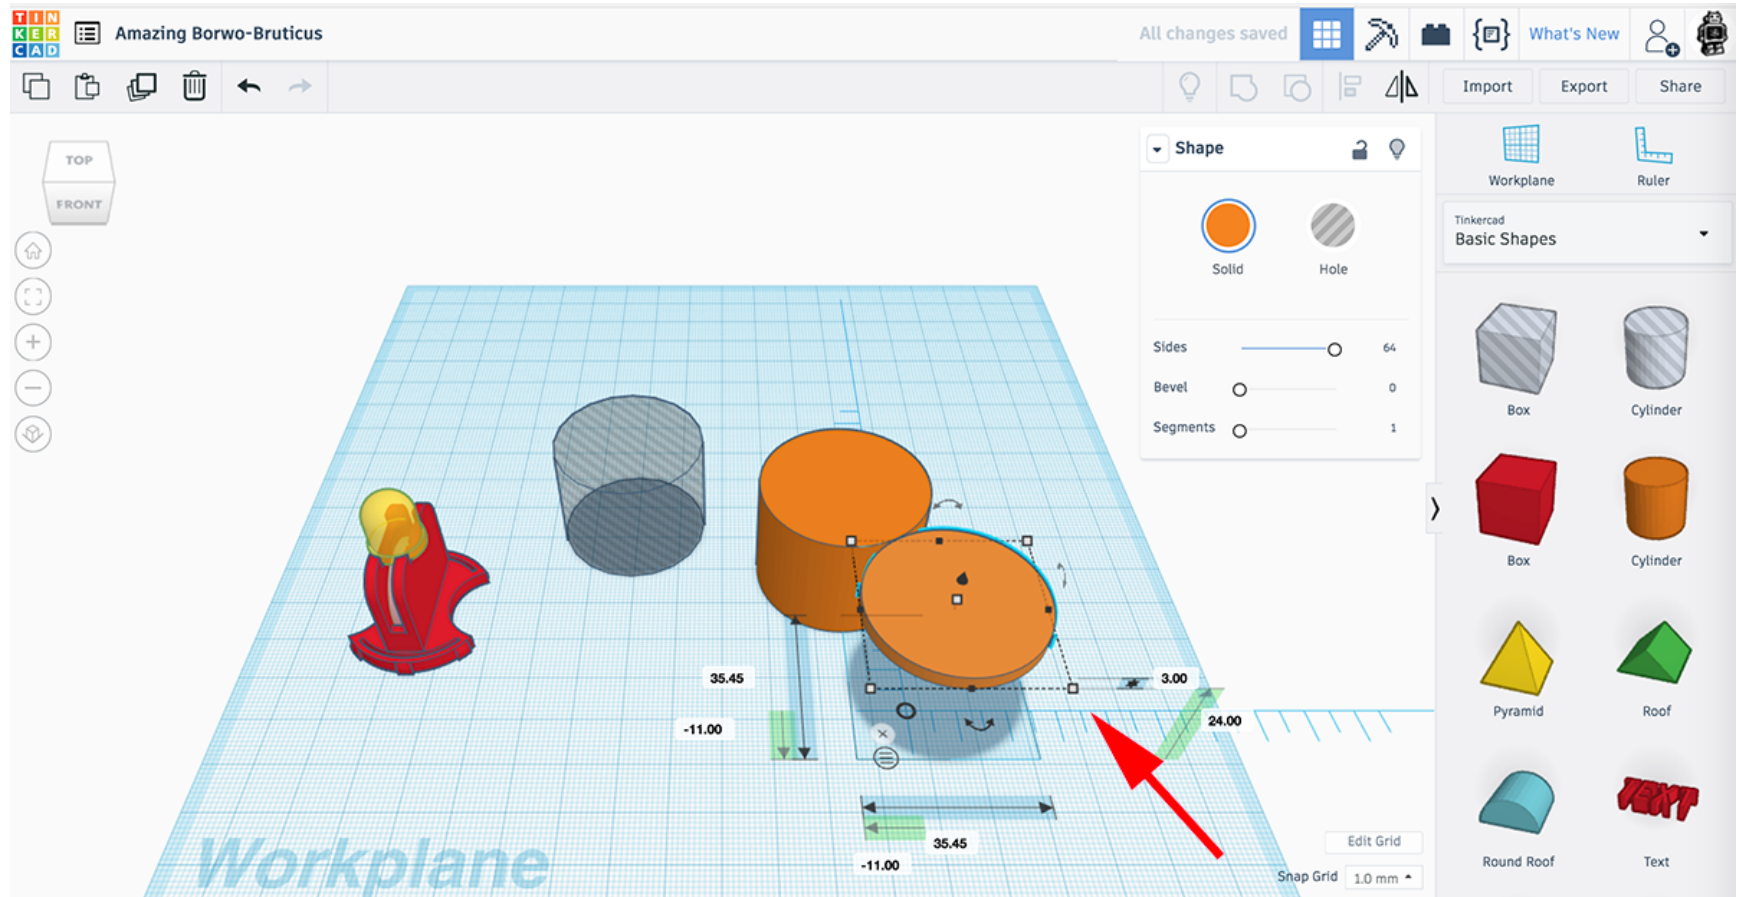 TIN
KER
CAD
Amazing Borwo-Bruticus
All changes saved
What's New
Import
Export
Share
TOP
FRONT
Shape
Solid
Hole
Sides
64
Bevel
0
Segments
1
Workplane
Ruler
Tinkercad
Basic Shapes
Box
Cylinder
Box
Cylinder
Pyramid
Roof
Round Roof
TEXT
Text
35.45
-11.00
3.00
24.00
35.45
-11.00
Workplane
Edit Grid
Snap Grid
1.0 mm